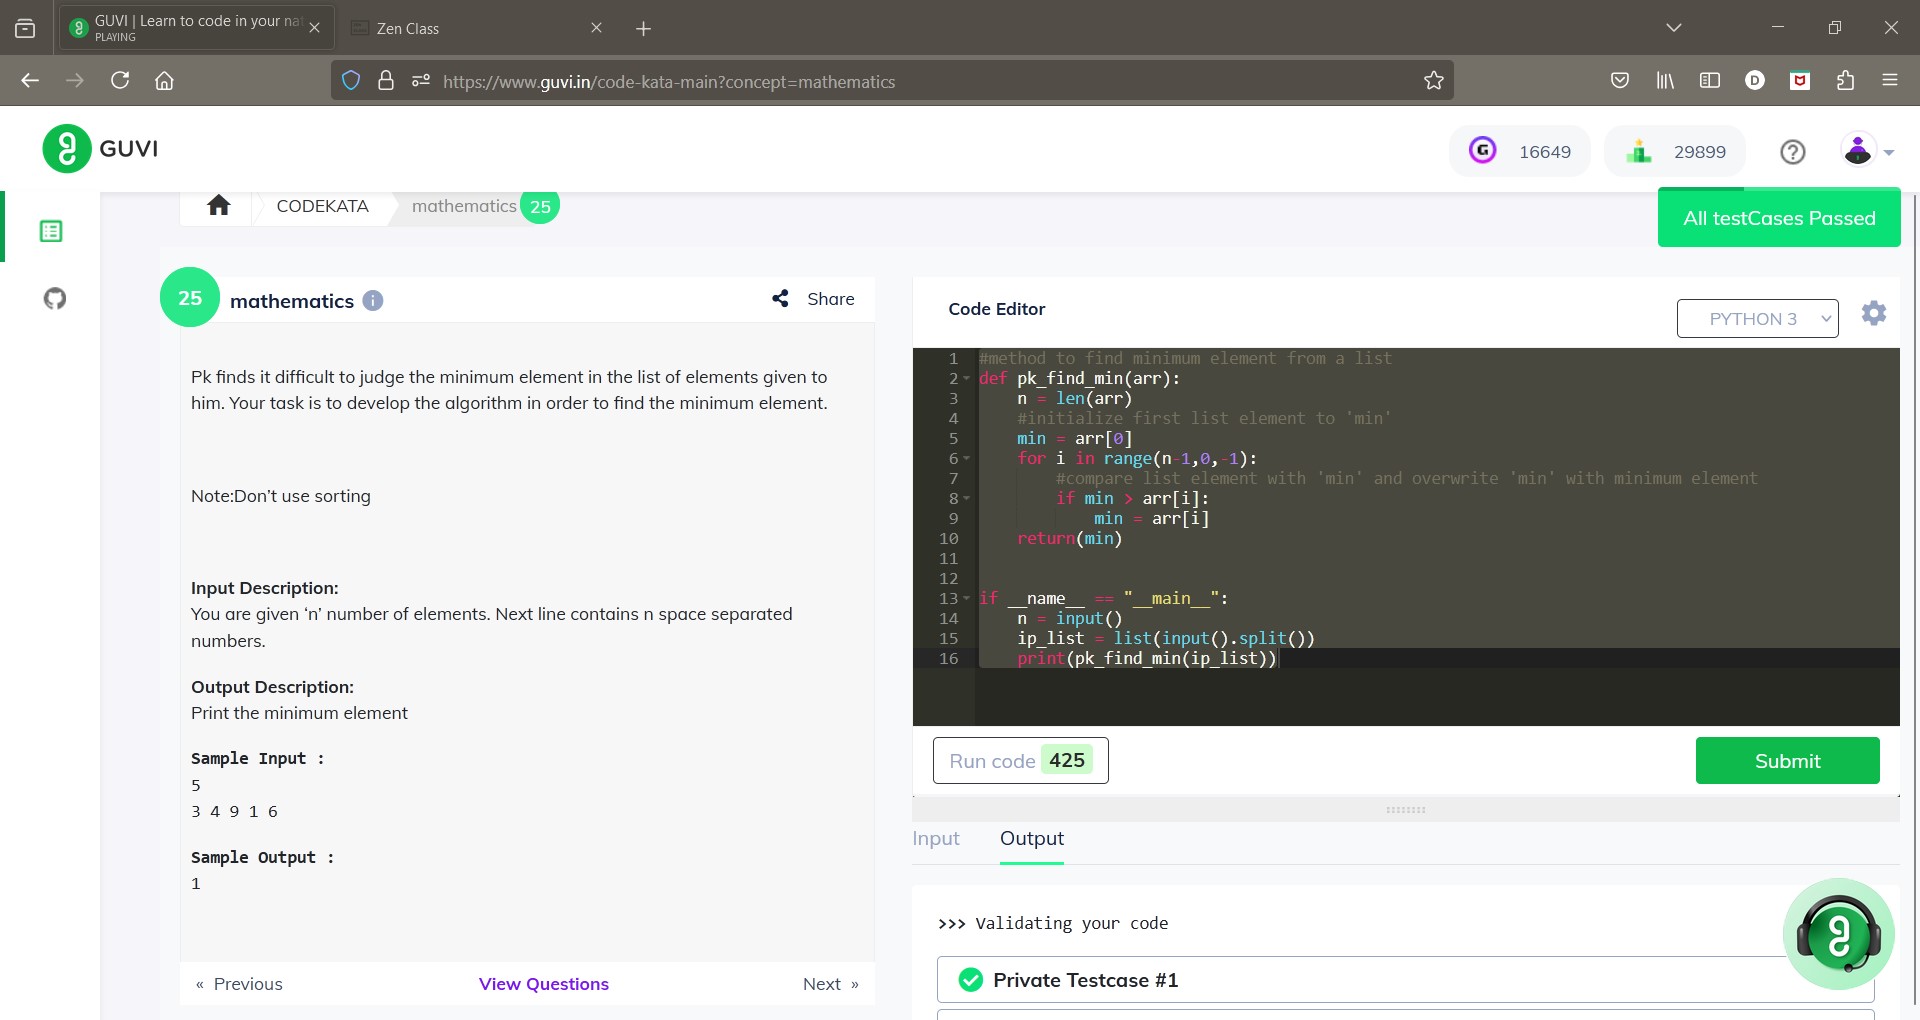 GUVI | Learn to code in your nat
PLAYING
Zen Class
https://www.guvi.in/code-kata-main?concept=mathematics
D
GUVI
G
16649
29899
CODEKATA
mathematics
25
All testCases Passed
25
mathematics
Share
Pk finds it difficult to judge the minimum element in the list of elements given to
him. Your task is to develop the algorithm in order to find the minimum element.
Note:Don’t use sorting
Input Description:
You are given ‘n’ number of elements. Next line contains n space separated
numbers.
Output Description:
Print the minimum element
Sample Input :
5
3 4 9 1 6
Sample Output :
1
« Previous
View Questions
Next »
Code Editor
PYTHON 3
1 #method to find minimum element from a list
2 def pk_find_min(arr):
3     n = len(arr)
4     #initialize first list element to 'min'
5     min = arr[0]
6     for i in range(n-1,0,-1):
7         #compare list element with 'min' and overwrite 'min' with minimum element
8         if min > arr[i]:
9             min = arr[i]
10     return(min)
11
12
13 if __name__ == "__main__":
14     n = input()
15     ip_list = list(input().split())
16     print(pk_find_min(ip_list))
Run code 425
Submit
Input
Output
>>> Validating your code
Private Testcase #1